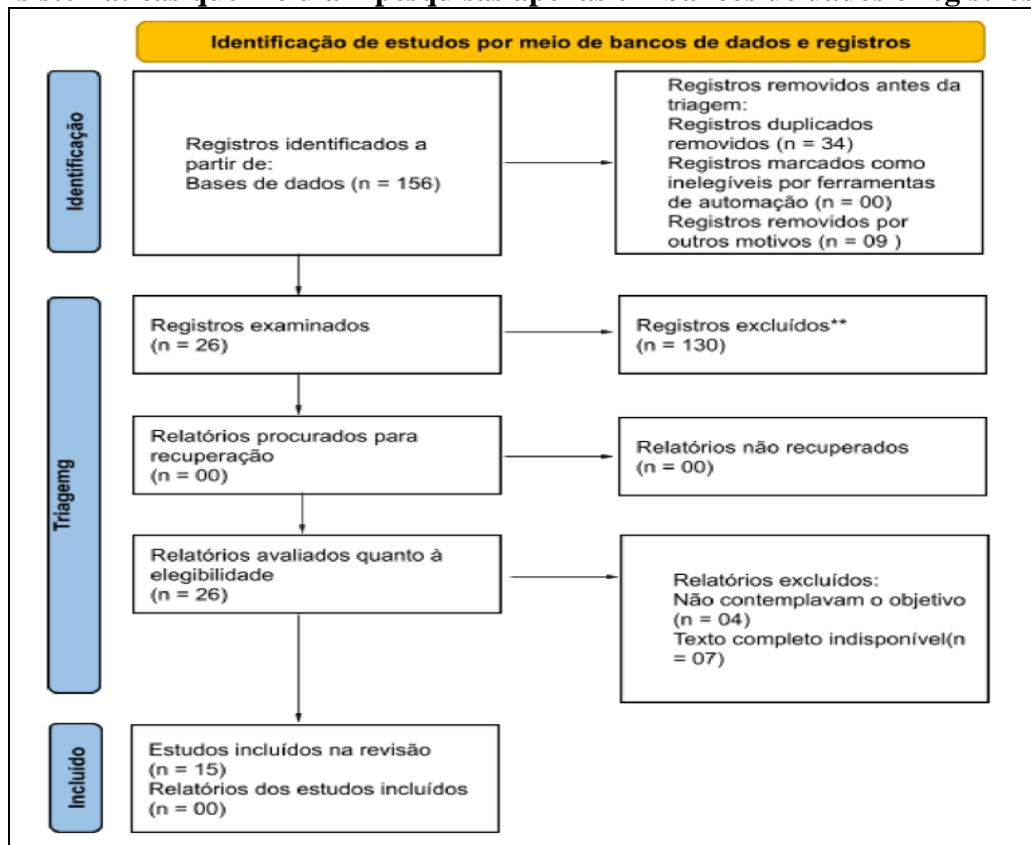 Identificação de estudos por meio de bancos de dados e registros
Identificação
Registros identificados a
partir de:
Bases de dados (n = 156)
Registros removidos antes da
triagem:
Registros duplicados
removidos (n = 34)
Registros marcados como
inelegíveis por ferramentas
de automação (n = 00)
Registros removidos por
outros motivos (n = 09 )
Triagemg
Registros examinados
(n = 26)
Registros excluídos**
(n = 130)
Relatórios procurados para
recuperação
(n = 00)
Relatórios não recuperados
(n = 00)
Relatórios avaliados quanto à
elegibilidade
(n = 26)
Relatórios excluídos:
Não contemplavam o objetivo
(n = 04)
Texto completo indisponível(n
= 07)
Incluído
Estudos incluídos na revisão
(n = 15)
Relatórios dos estudos incluídos
(n = 00)